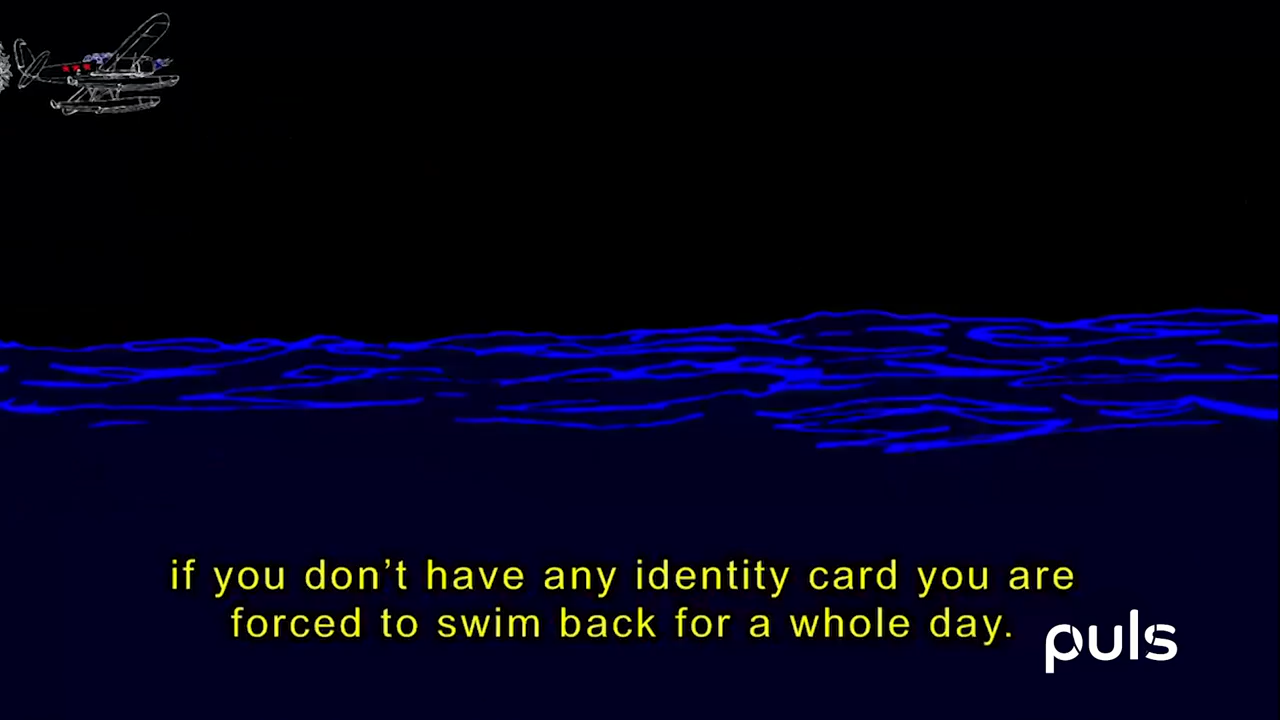 if you don’t have any identity card you are
forced to swim back for a whole day.
puls